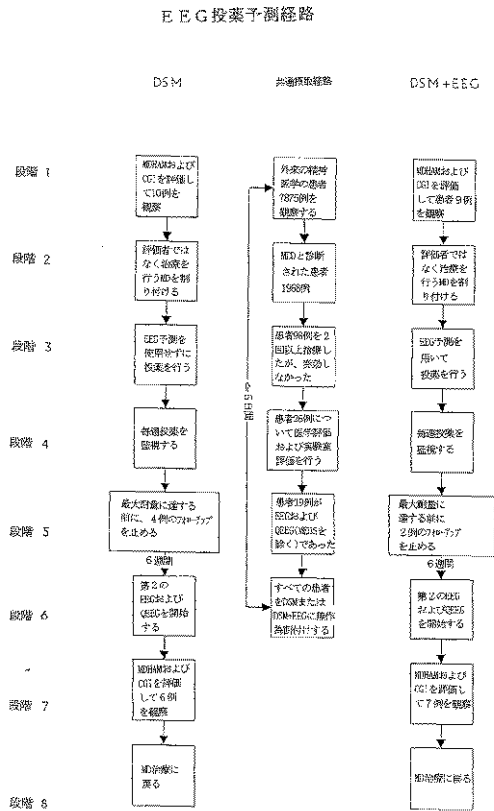 EEG投薬予測経路
DSM
共通摂取経路
DSM+EEG
段階 1
MDHAMおよび
CGIを評価し
て10例を
観察
外来の精神
医学の患者
7875例を
観察する
MDHAMおよび
CGIを評価し
て患者9例
を観察
段階 2
評価者では
なく治療を
行うMDを割
り付ける
MDDと診断
された患者
1968例
評価者では
なく治療を
行うMDを割
り付ける
段階 3
EEG予測を
使用せずに
投薬を行う
患者98例を2
回以上治療し
たが、奏効し
なかった
EEG予測を
用いて
投薬を行う
段階 4
毎週投薬を
監視する
患者26例につ
いて医学評価
および実験室
評価を行う
毎週投薬を
監視する
段階 5
最大耐量に達する
前に、4例のフォローアップ
を止める
患者19例が
EEGおよび
QEEG(MEDSを
除く)であった
最大耐量に
達する前に
2例のフォローアップ
を止める
6週間
6週間
段階 6
第2の
EEGおよび
QEEGを開始
する
すべての患者
をDSMまたは
DSM+EEGに無作
為割付けする
第2のEEG
およびQEEG
を開始する
段階 7
MDHAMおよび
CGIを評価
して6例
を観察
MDHAMおよび
CGIを評価し
て7例を観察
段階 8
MD治療に
戻る
MD治療に戻る